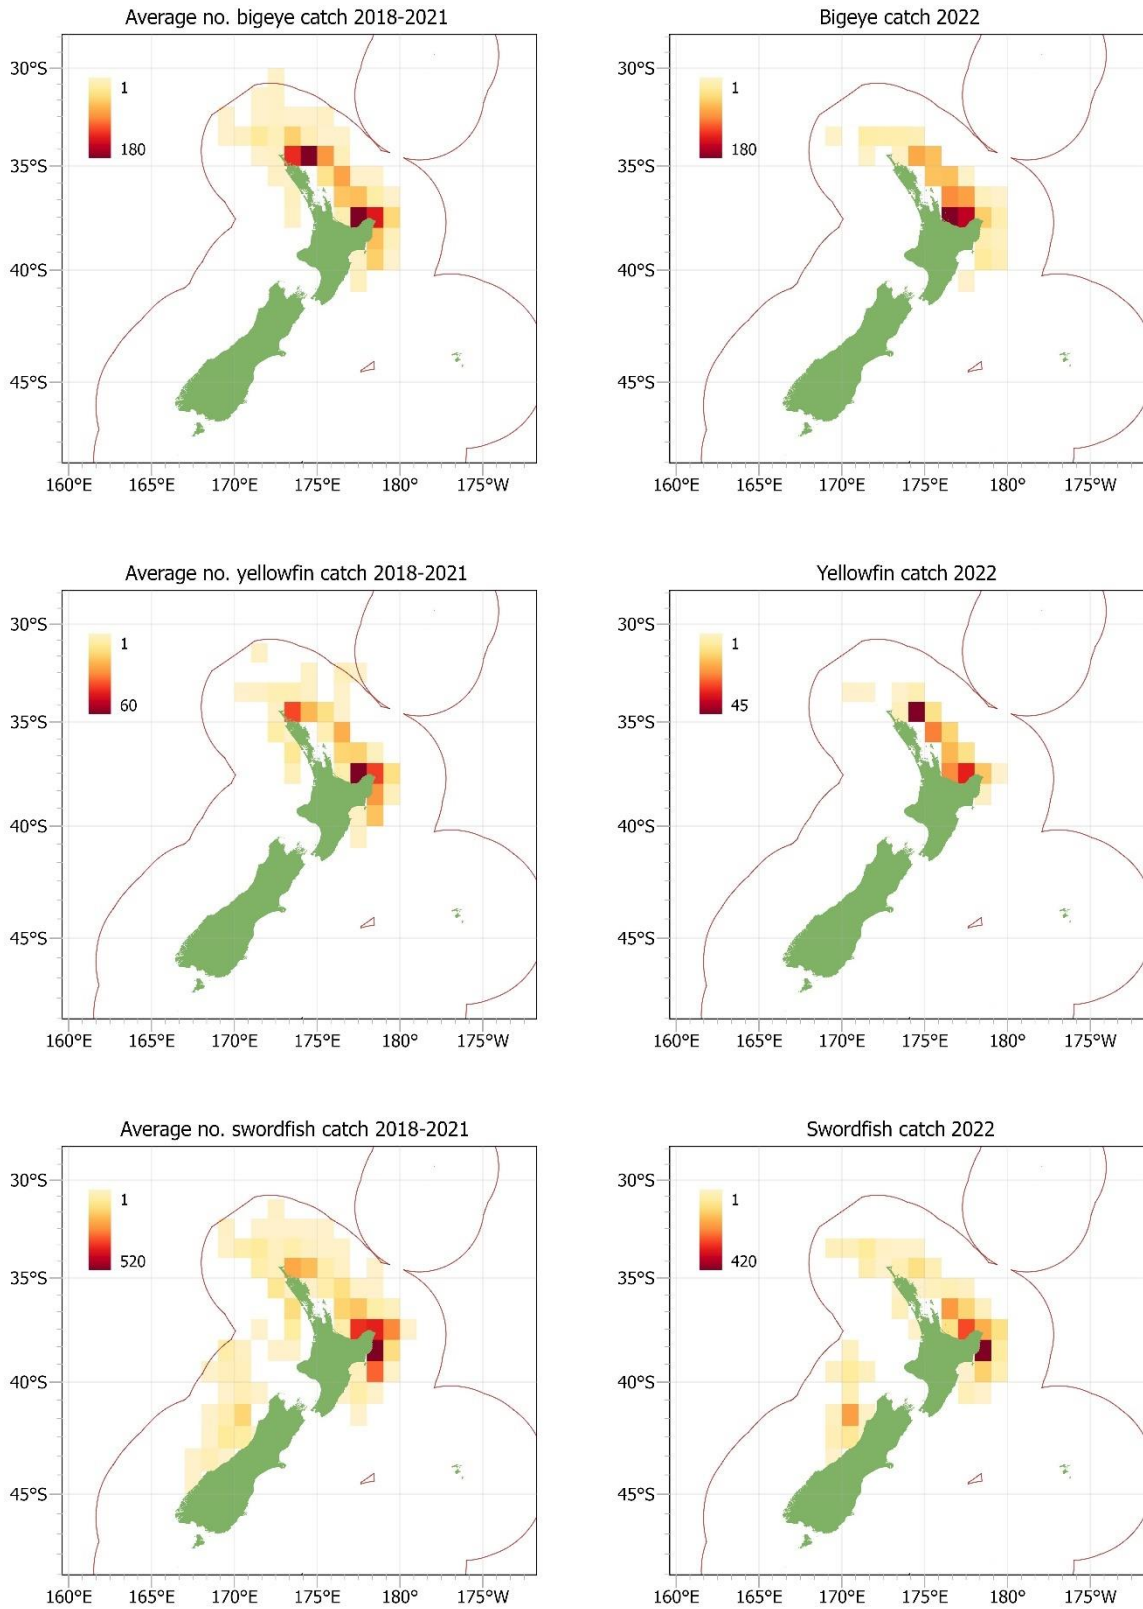 Average no. bigeye catch 2018-2021
30°S
35°S
40°S
45°S
1
180
160°E 165°E 170°E 175°E 180° 175°W
Bigeye catch 2022
30°S
35°S
40°S
45°S
1
180
160°E 165°E 170°E 175°E 180° 175°W
Average no. yellowfin catch 2018-2021
30°S
35°S
40°S
45°S
1
60
160°E 165°E 170°E 175°E 180° 175°W
Yellowfin catch 2022
30°S
35°S
40°S
45°S
1
45
160°E 165°E 170°E 175°E 180° 175°W
Average no. swordfish catch 2018-2021
30°S
35°S
40°S
45°S
1
520
160°E 165°E 170°E 175°E 180° 175°W
Swordfish catch 2022
30°S
35°S
40°S
45°S
1
420
160°E 165°E 170°E 175°E 180° 175°W